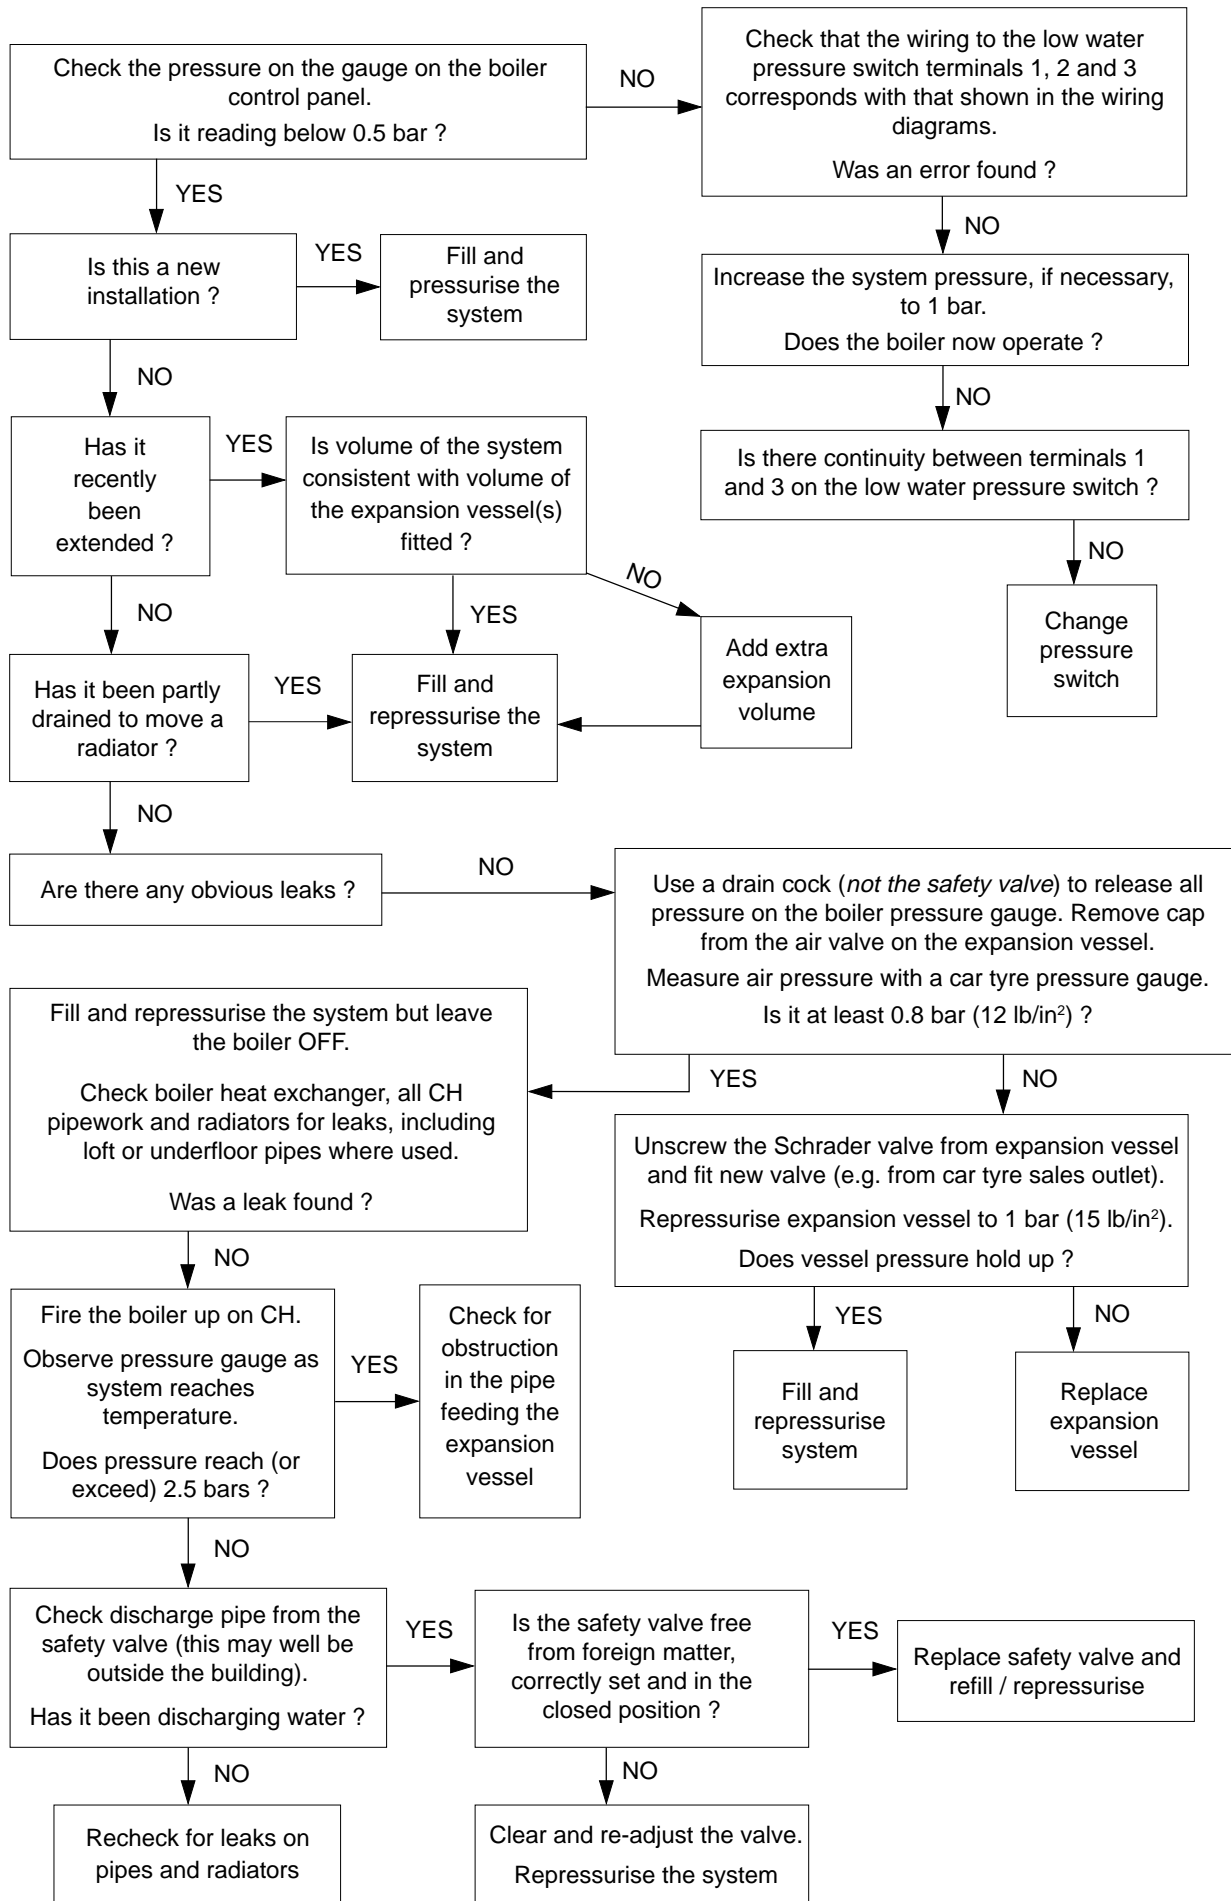 Check the pressure on the gauge on the boiler
control panel.
Is it reading below 0.5 bar ?
NO
Check that the wiring to the low water
pressure switch terminals 1, 2 and 3
corresponds with that shown in the wiring
diagrams.
Was an error found ?
YES
NO
Is this a new
installation ?
YES
Fill and
pressurise the
system
Increase the system pressure, if necessary,
to 1 bar.
Does the boiler now operate ?
NO
NO
Has it
recently
been
extended ?
YES
Is volume of the system
consistent with volume of
the expansion vessel(s)
fitted ?
Is there continuity between terminals 1
and 3 on the low water pressure switch ?
NO
NO
NO
YES
Change
pressure
switch
Add extra
expansion
volume
Has it been partly
drained to move a
radiator ?
YES
Fill and
repressurise the
system
NO
Are there any obvious leaks ?
NO
Use a drain cock (not the safety valve) to release all
pressure on the boiler pressure gauge. Remove cap
from the air valve on the expansion vessel.
Measure air pressure with a car tyre pressure gauge.
Is it at least 0.8 bar (12 lb/in²) ?
YES
NO
Fill and repressurise the system but leave
the boiler OFF.
Check boiler heat exchanger, all CH
pipework and radiators for leaks, including
loft or underfloor pipes where used.
Was a leak found ?
Unscrew the Schrader valve from expansion vessel
and fit new valve (e.g. from car tyre sales outlet).
Repressurise expansion vessel to 1 bar (15 lb/in²).
Does vessel pressure hold up ?
NO
YES
NO
Fire the boiler up on CH.
Observe pressure gauge as
system reaches
temperature.
Does pressure reach (or
exceed) 2.5 bars ?
YES
Check for
obstruction
in the pipe
feeding the
expansion
vessel
Fill and
repressurise
system
Replace
expansion
vessel
NO
Check discharge pipe from the
safety valve (this may well be
outside the building).
Has it been discharging water ?
YES
Is the safety valve free
from foreign matter,
correctly set and in the
closed position ?
YES
Replace safety valve and
refill / repressurise
NO
NO
Recheck for leaks on
pipes and radiators
Clear and re-adjust the valve.
Repressurise the system